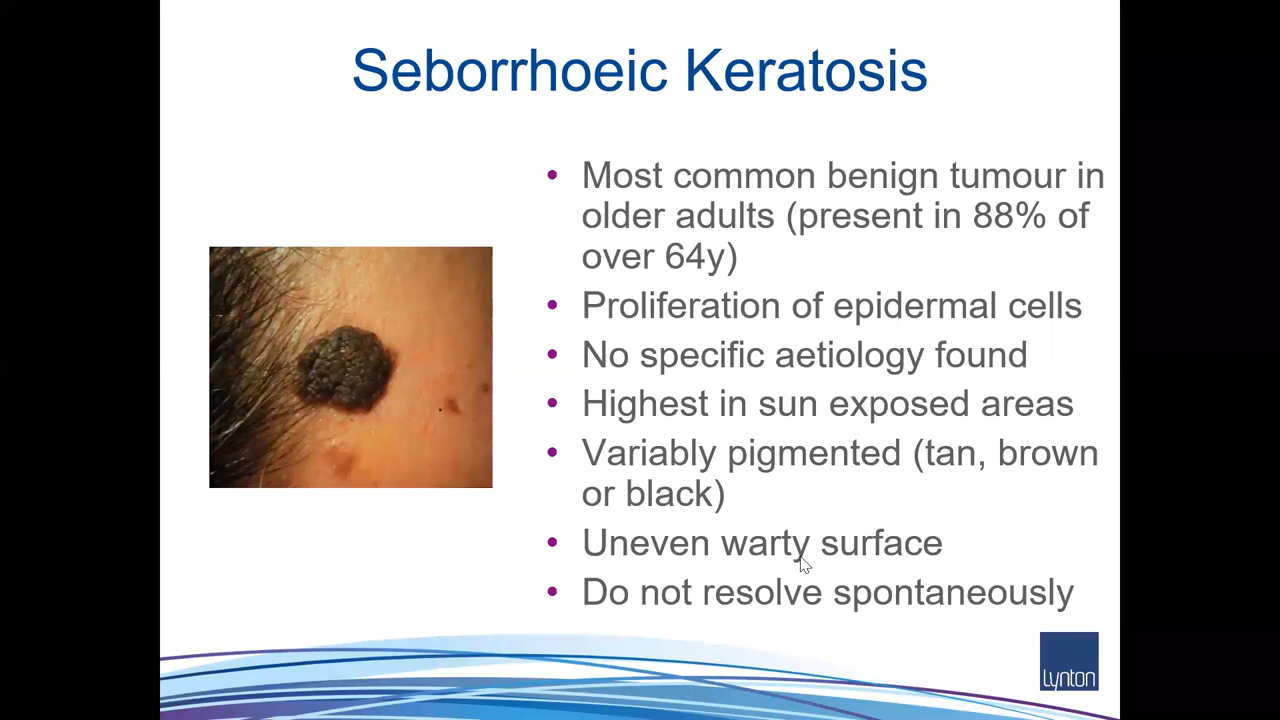 Seborrhoeic Keratosis
• Most common benign tumour in
older adults (present in 88% of
over 64y)
• Proliferation of epidermal cells
• No specific aetiology found
• Highest in sun exposed areas
• Variably pigmented (tan, brown
or black)
• Uneven warty surface
• Do not resolve spontaneously
Lynton